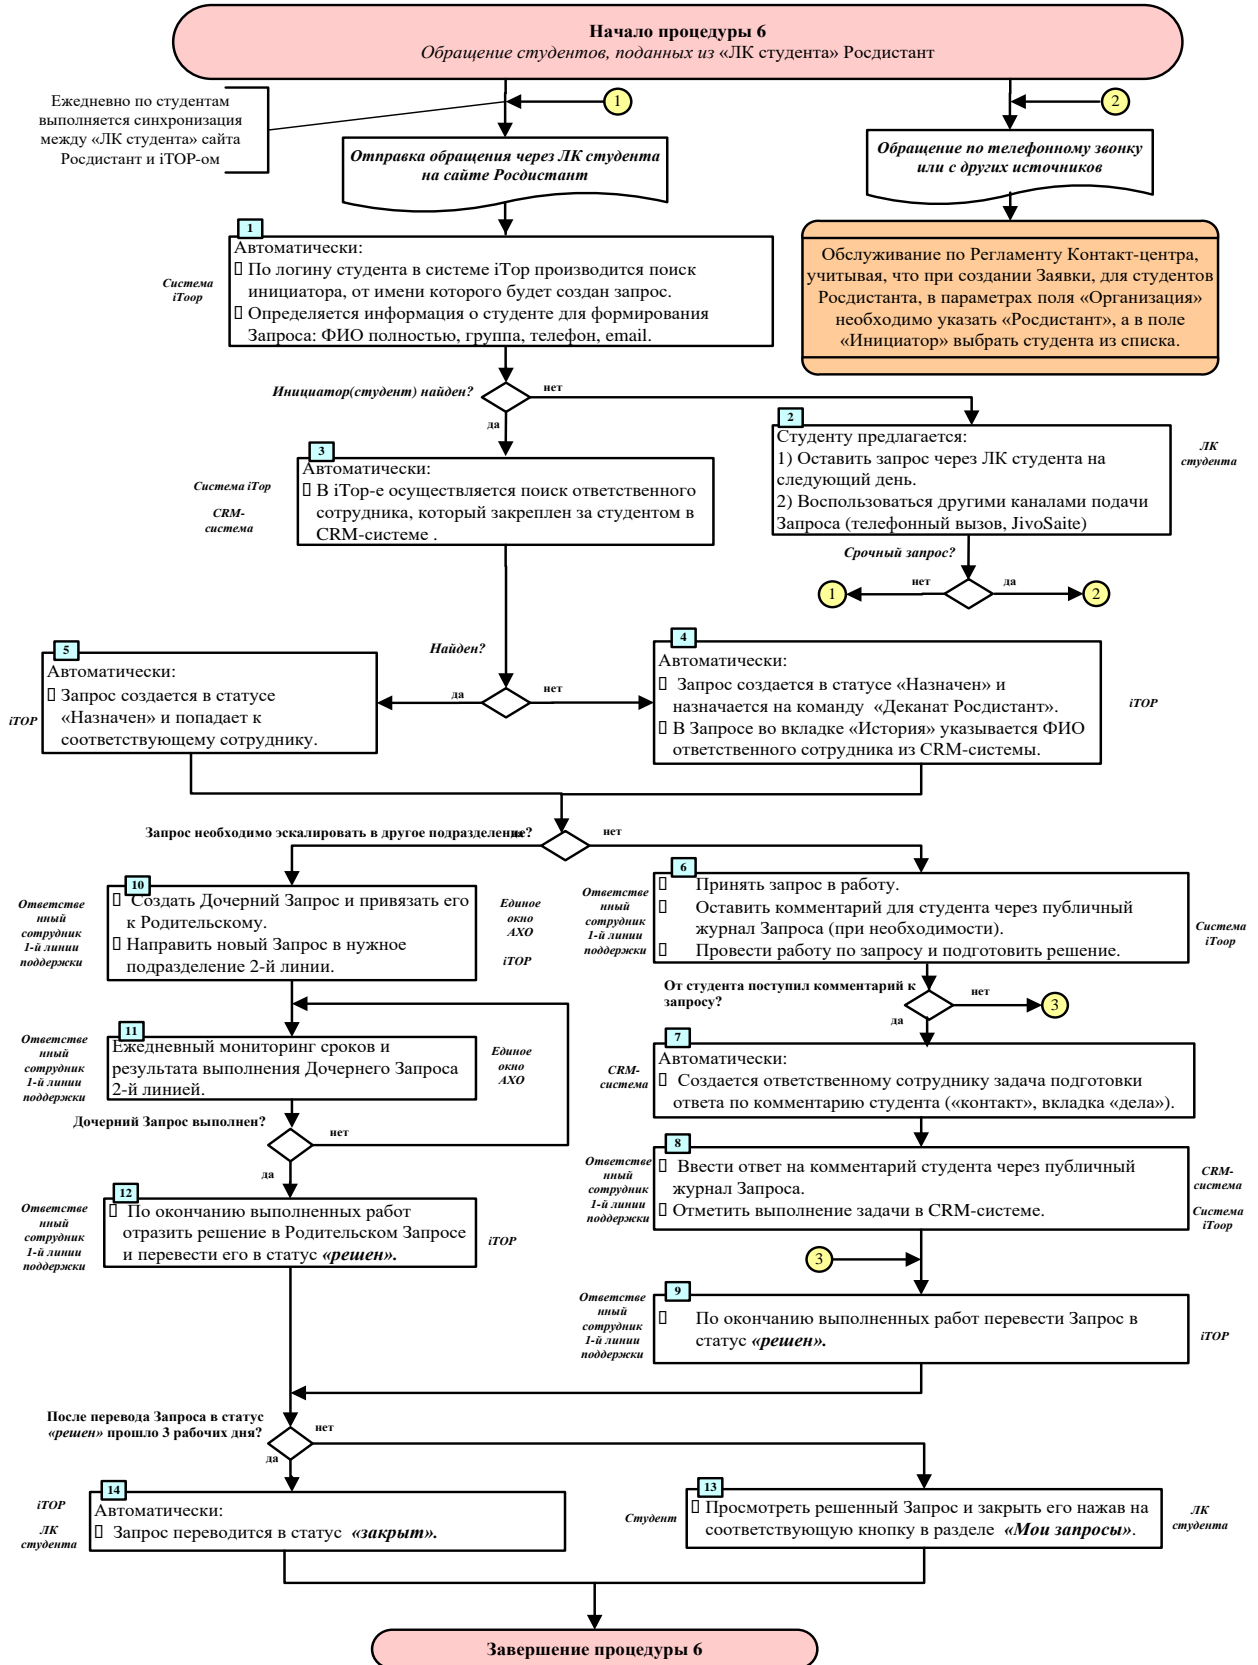 Начало процедуры 6
Обращение студентов, поданных из «ЛК студента» Росдистант
Ежедневно по студентам
выполняется синхронизация
между «ЛК студента» сайта
Росдистант и iTOP-ом
1
2
Отправка обращения через ЛК студента
на сайте Росдистант
Обращение по телефонному звонку
или с других источников
1
Система
iToop
Автоматически:
По логину студента в системе iTop производится поиск
инициатора, от имени которого будет создан запрос.
Определяется информация о студенте для формирования
Запроса: ФИО полностью, группа, телефон, email.
Обслуживание по Регламенту Контакт-центра,
учитывая, что при создании Заявки, для студентов
Росдистанта, в параметрах поля «Организация»
необходимо указать «Росдистант», а в поле
«Инициатор» выбрать студента из списка.
Инициатор(студент) найден?
нет
да
2
Студенту предлагается:
1) Оставить запрос через ЛК студента на
следующий день.
2) Воспользоваться другими каналами подачи
Запроса (телефонный вызов, JivoSaite)
ЛК
студента
3
Система iTop
CRM-
система
Автоматически:
В iTop-е осуществляется поиск ответственного
сотрудника, который закреплен за студентом в
CRM-системе .
Срочный запрос?
нет
да
1
2
Найден?
да
нет
5
iTOP
Автоматически:
Запрос создается в статусе
«Назначен» и попадает к
соответствующему сотруднику.
4
Автоматически:
Запрос создается в статусе «Назначен» и
назначается на команду «Деканат Росдистант».
В Запросе во вкладке «История» указывается ФИО
ответственного сотрудника из CRM-системы.
iTOP
Запрос необходимо эскалировать в другое подразделение?
да
нет
10
Ответстве
нный
сотрудник
1-й линии
поддержки
Создать Дочерний Запрос и привязать его
к Родительскому.
Направить новый Запрос в нужное
подразделение 2-й линии.
Единое
окно
АХО
iTOP
6
Ответстве
нный
сотрудник
1-й линии
поддержки
Принять запрос в работу.
Оставить комментарий для студента через публичный
журнал Запроса (при необходимости).
Провести работу по запросу и подготовить решение.
Система
iToop
От студента поступил комментарий к
запросу?
нет
да
3
11
Ответстве
нный
сотрудник
1-й линии
поддержки
Ежедневный мониторинг сроков и
результата выполнения Дочернего Запроса
2-й линией.
Единое
окно
АХО
7
CRM-
система
Автоматически:
Создается ответственному сотруднику задача подготовки
ответа по комментарию студента («контакт», вкладка «дела»).
Дочерний Запрос выполнен?
нет
да
8
Ответстве
нный
сотрудник
1-й линии
поддержки
Ввести ответ на комментарий студента через публичный
журнал Запроса.
Отметить выполнение задачи в CRM-системе.
CRM-
система
Система
iToop
12
Ответстве
нный
сотрудник
1-й линии
поддержки
По окончанию выполненных работ
отразить решение в Родительском Запросе
и перевести его в статус «решен».
iTOP
3
9
Ответстве
нный
сотрудник
1-й линии
поддержки
По окончанию выполненных работ перевести Запрос в
статус «решен».
iTOP
После перевода Запроса в статус
«решен» прошло 3 рабочих дня?
нет
да
14
iTOP
ЛК
студента
Автоматически:
Запрос переводится в статус «закрыт».
13
Студент
Просмотреть решенный Запрос и закрыть его нажав на
соответствующую кнопку в разделе «Мои запросы».
ЛК
студента
Завершение процедуры 6